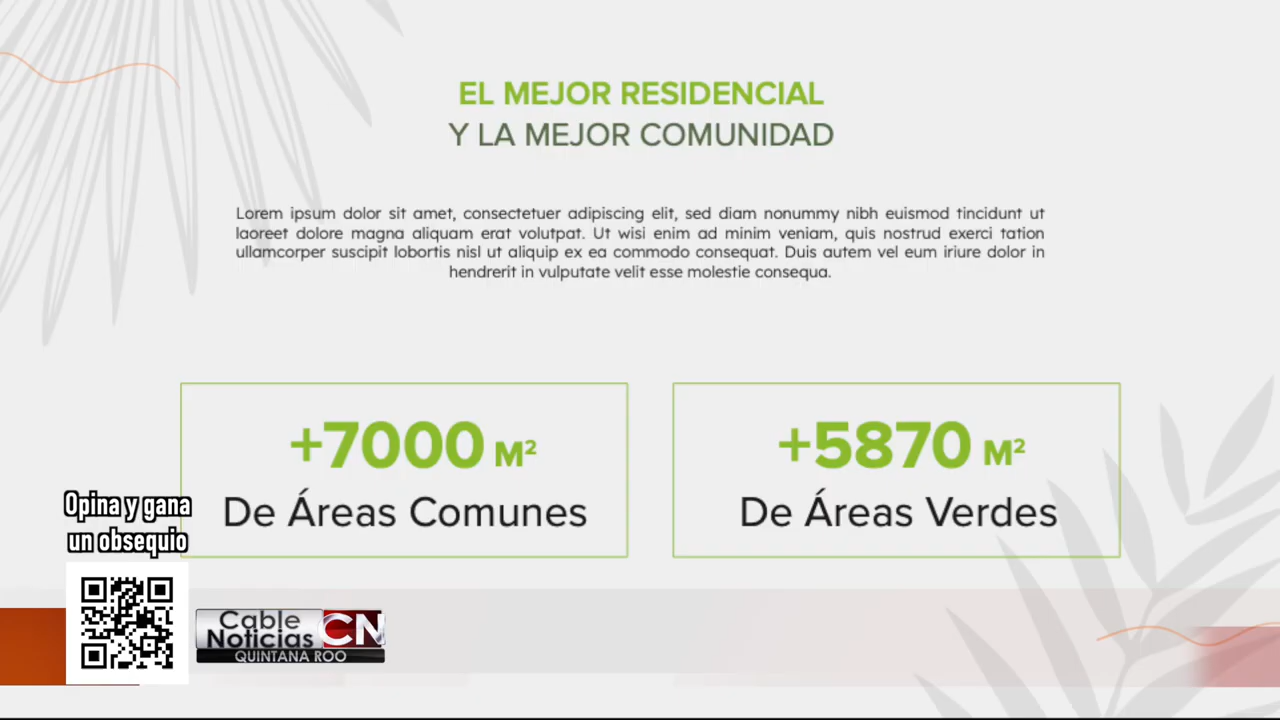 EL MEJOR RESIDENCIAL
Y LA MEJOR COMUNIDAD
Lorem ipsum dolor sit amet, consectetuer adipiscing elit, sed diam nonummy nibh euismod tincidunt ut
laoreet dolore magna aliquam erat volutpat. Ut wisi enim ad minim veniam, quis nostrud exerci tation
ullamcorper suscipit lobortis nisl ut aliquip ex ea commodo consequat. Duis autem vel eum iriure dolor in
hendrerit in vulputate velit esse molestie consequa.
+7000 M²
De Áreas Comunes
+5870 M²
De Áreas Verdes
Opina y gana
un obsequio
Cable
Noticias CN
QUINTANA ROO